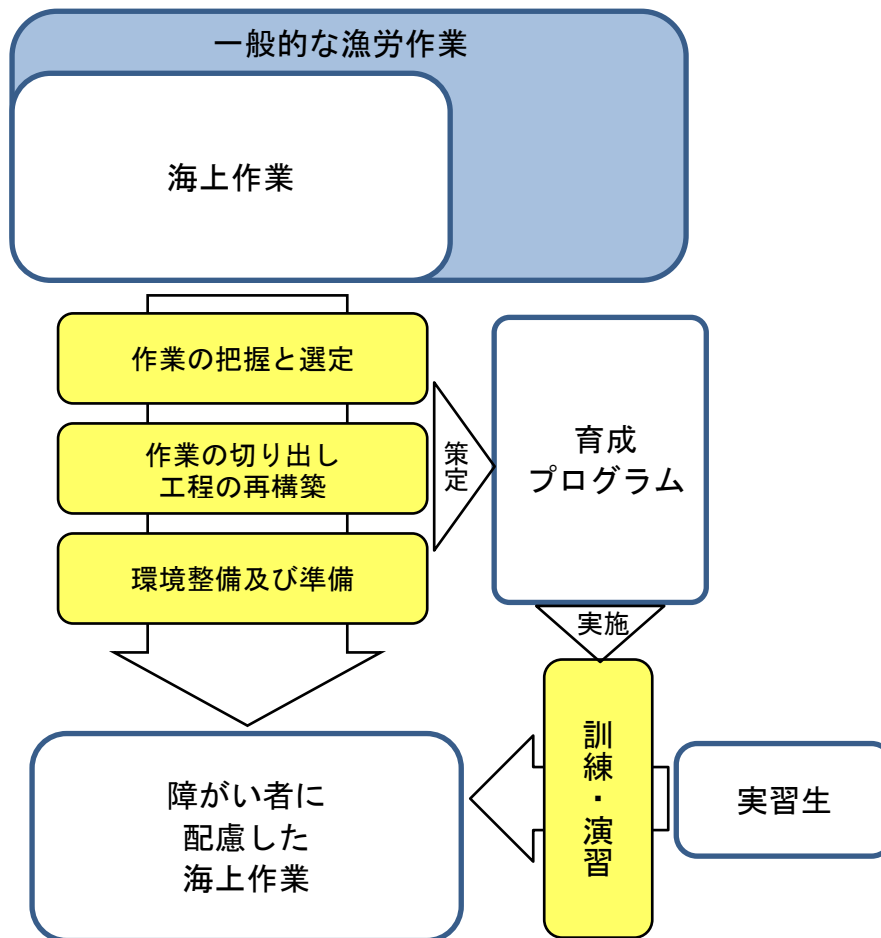 一般的な漁労作業
海上作業
作業の把握と選定
作業の切り出し
工程の再構築
環境整備及び準備
策定
育成
プログラム
実施
訓練・演習
実習生
障がい者に
配慮した
海上作業